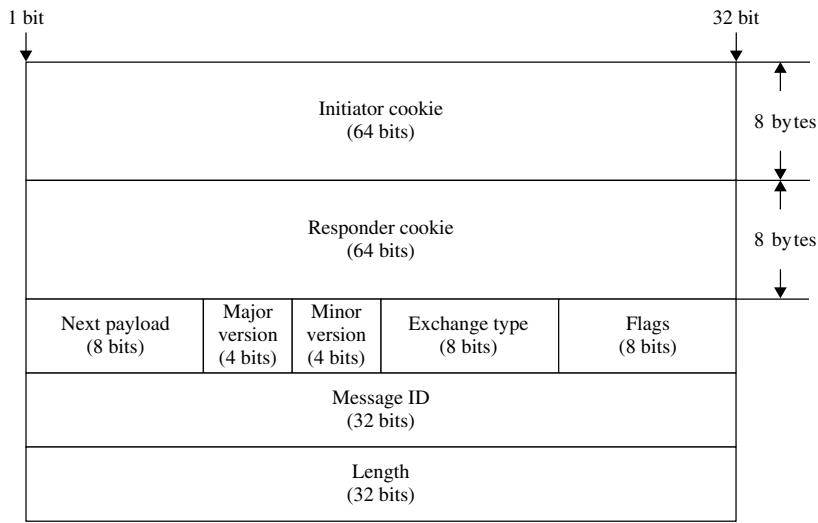 1 bit
32 bit
Initiator cookie
(64 bits)
8 bytes
Responder cookie
(64 bits)
8 bytes
Next payload
(8 bits)
Major
version
(4 bits)
Minor
version
(4 bits)
Exchange type
(8 bits)
Flags
(8 bits)
Message ID
(32 bits)
Length
(32 bits)